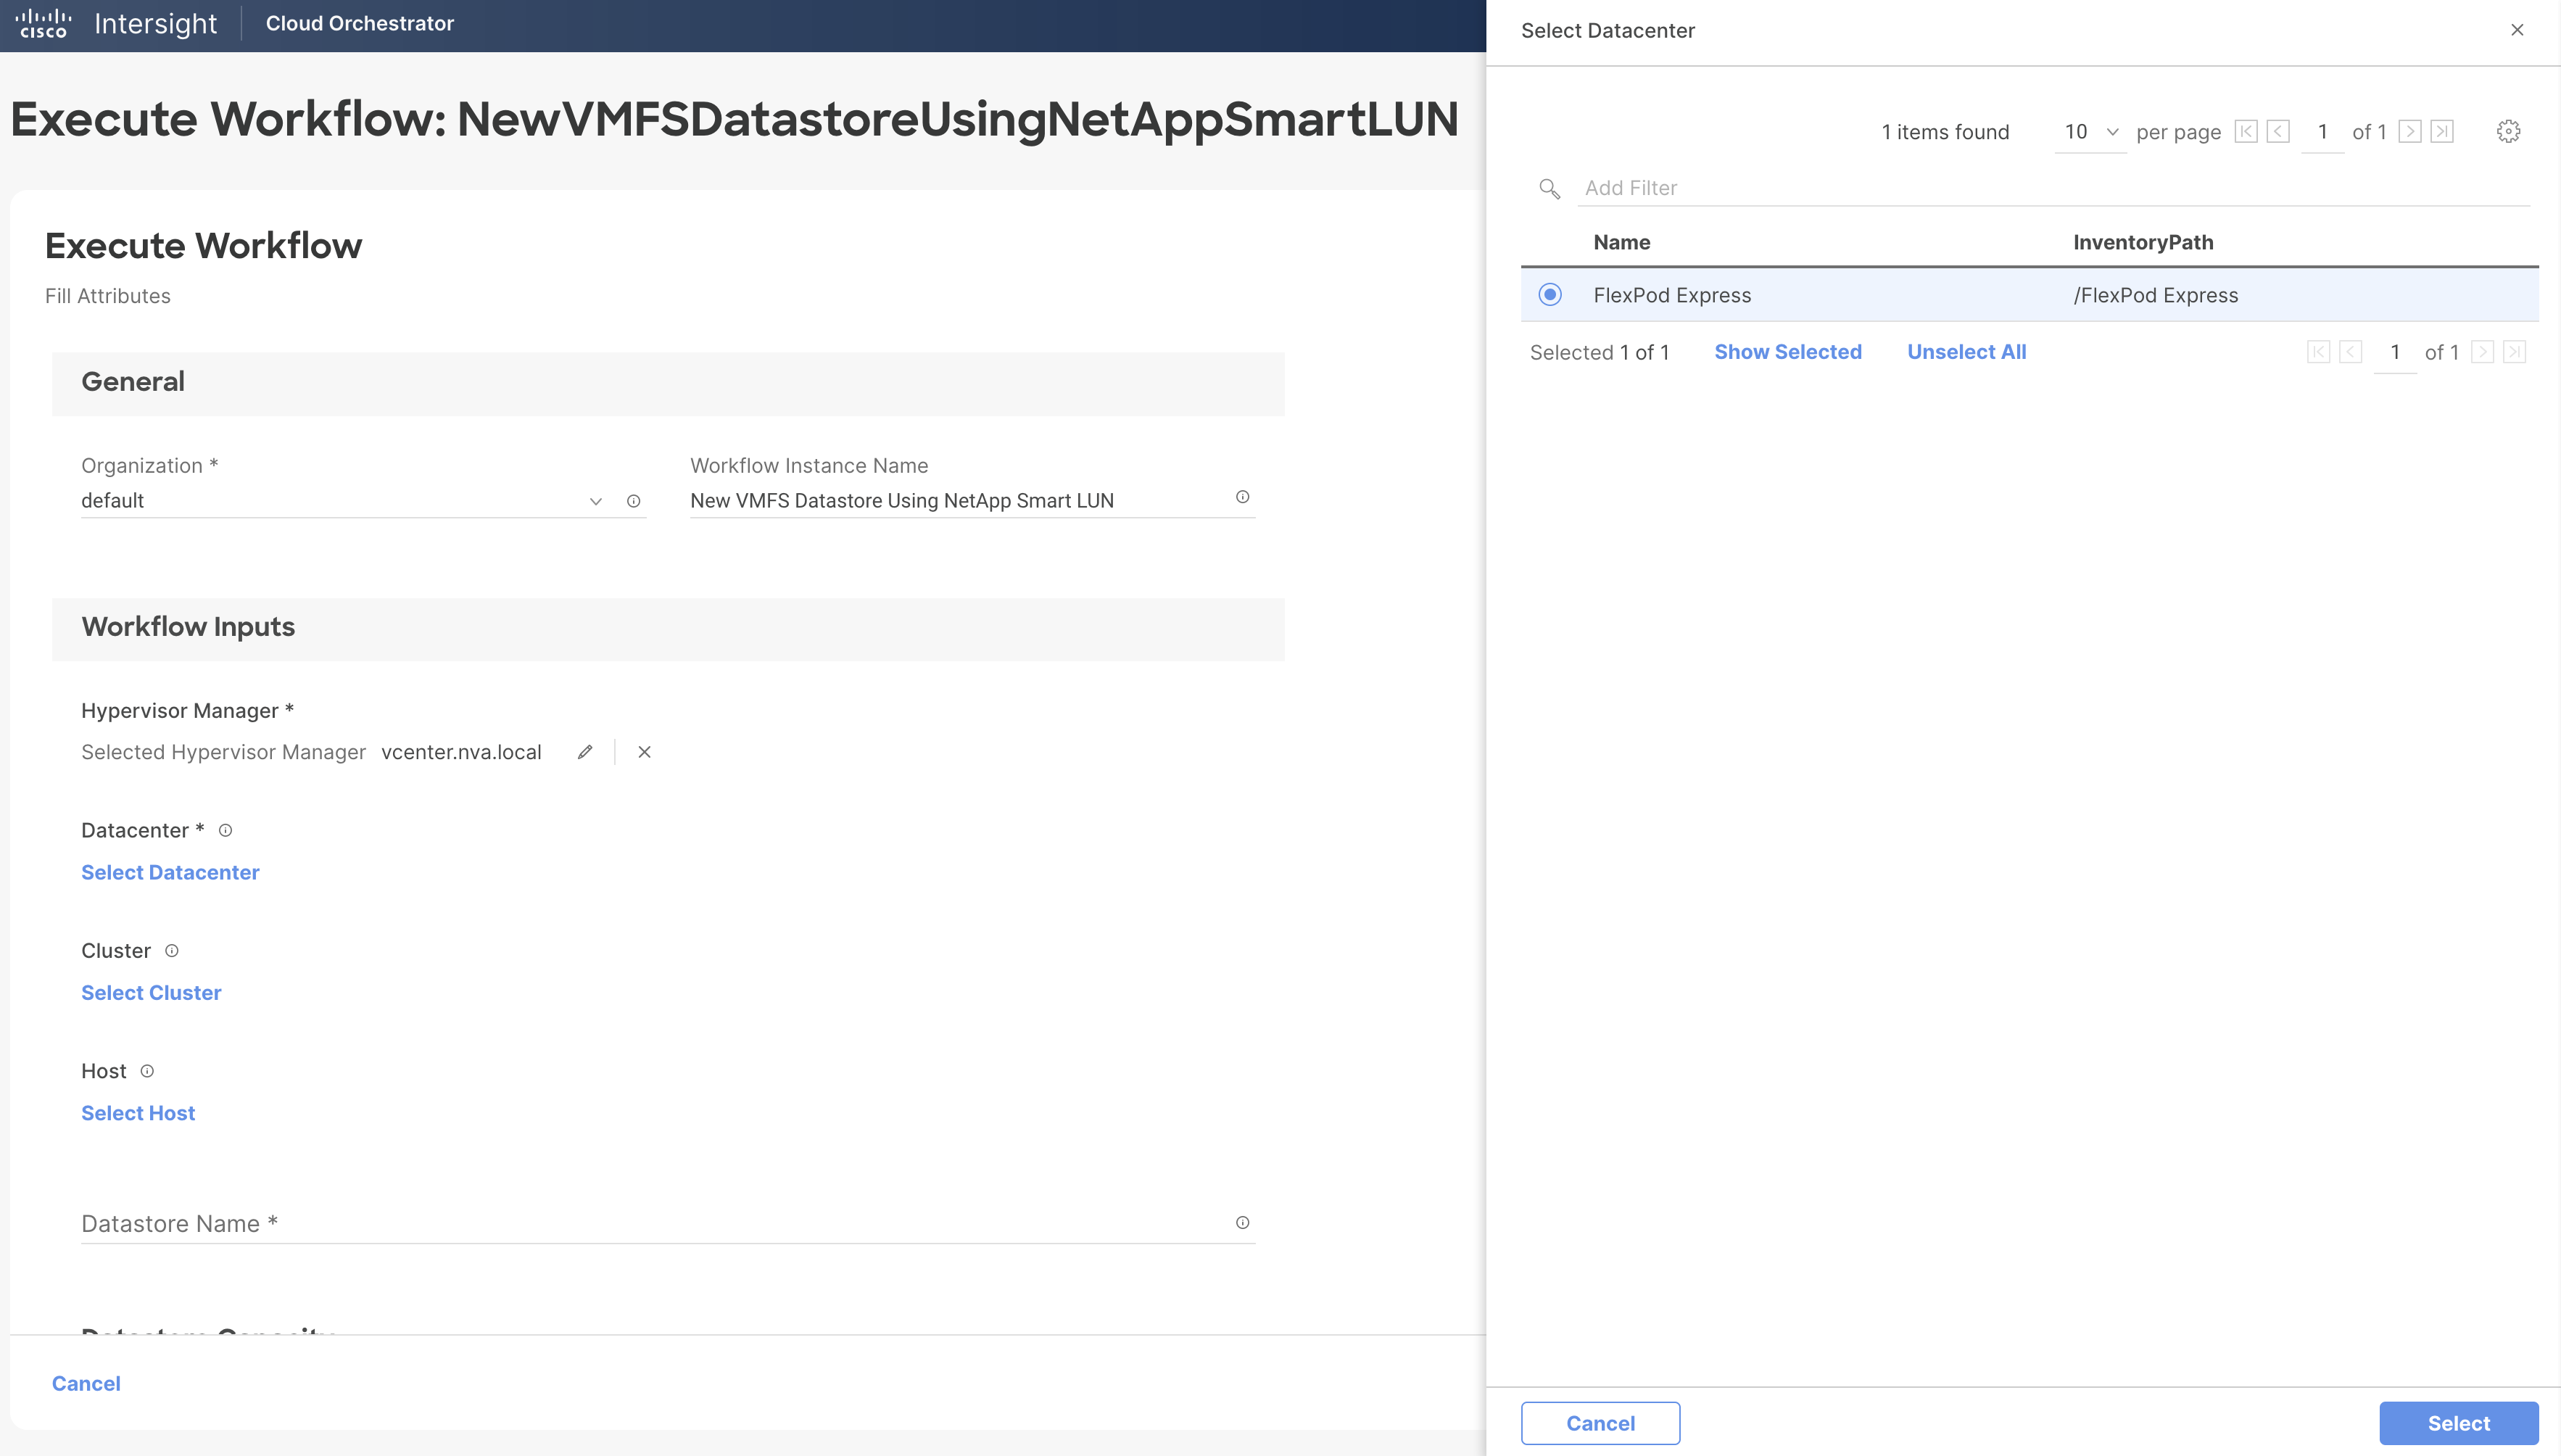 cisco Intersight Cloud Orchestrator
Execute Workflow: NewVMFSDatastoreUsingNetAppSmartLUN
Execute Workflow
Fill Attributes
General
Organization *
default
Workflow Instance Name
New VMFS Datastore Using NetApp Smart LUN
Workflow Inputs
Hypervisor Manager *
Selected Hypervisor Manager vcenter.nva.local
Datacenter *
Select Datacenter
Cluster
Select Cluster
Host
Select Host
Datastore Name *
Datastore Capacity
Cancel
Select Datacenter
1 items found 10 per page 1 of 1
Add Filter
Name InventoryPath
FlexPod Express /FlexPod Express
Selected 1 of 1 Show Selected Unselect All 1 of 1
Cancel Select